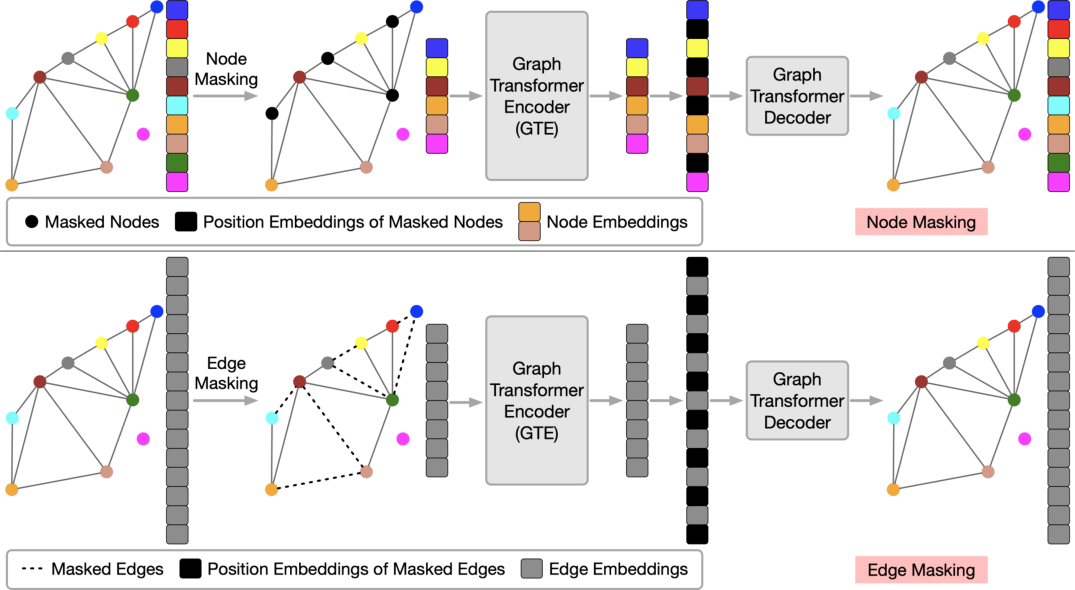 Node
Masking
Graph
Transformer
Encoder
(GTE)
Graph
Transformer
Decoder
Masked Nodes
Position Embeddings of Masked Nodes
Node Embeddings
Node Masking
Edge
Masking
Graph
Transformer
Encoder
(GTE)
Graph
Transformer
Decoder
Masked Edges
Position Embeddings of Masked Edges
Edge Embeddings
Edge Masking